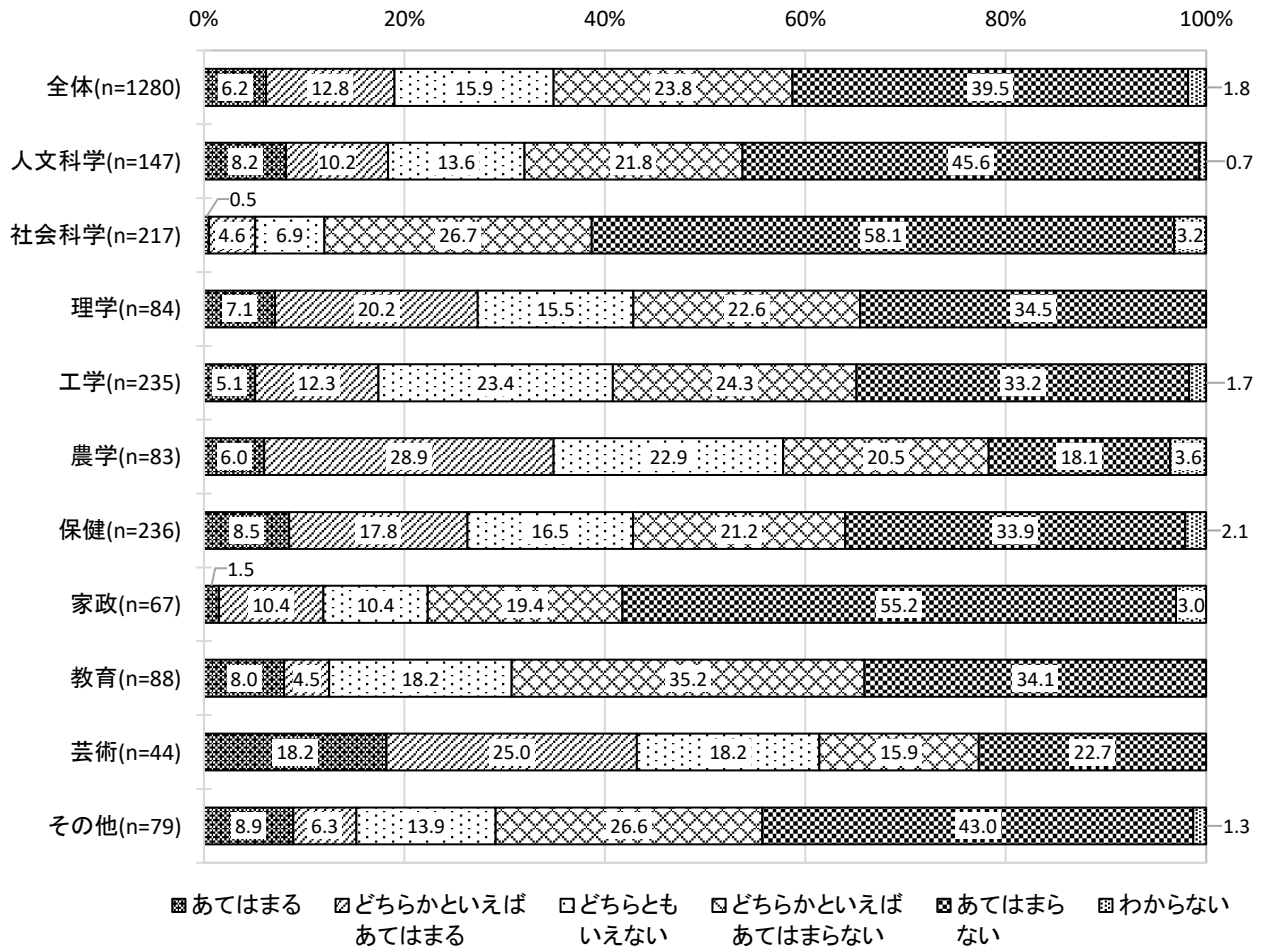 0% 20% 40% 60% 80% 100%
全体(n=1280) 6.2 12.8 15.9 23.8 39.5 1.8
人文科学(n=147) 8.2 10.2 13.6 21.8 45.6 0.7
0.5
社会科学(n=217) 4.6 6.9 26.7 58.1 3.2
理学(n=84) 7.1 20.2 15.5 22.6 34.5
工学(n=235) 5.1 12.3 23.4 24.3 33.2 1.7
農学(n=83) 6.0 28.9 22.9 20.5 18.1 3.6
保健(n=236) 8.5 17.8 16.5 21.2 33.9 2.1
1.5
家政(n=67) 10.4 10.4 19.4 55.2 3.0
教育(n=88) 8.0 4.5 18.2 35.2 34.1
芸術(n=44) 18.2 25.0 18.2 15.9 22.7
その他(n=79) 8.9 6.3 13.9 26.6 43.0 1.3
あてはまる どちらかといえば どちらとも どちらかといえば あてはまら わからない
あてはまる いえない あてはまらない ない